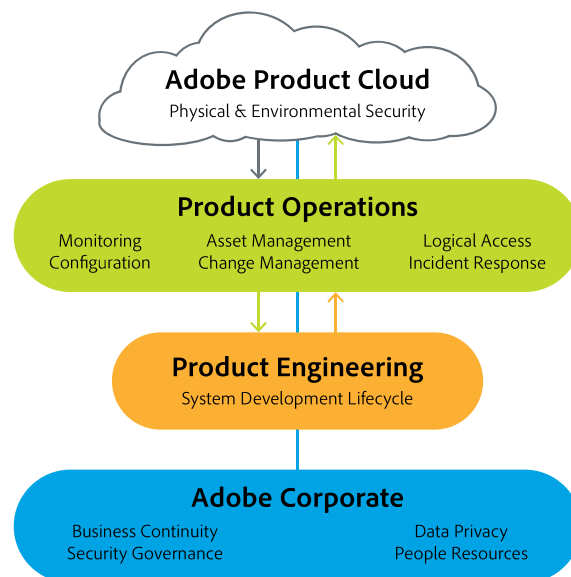 Adobe Product Cloud
Physical & Environmental Security
Product Operations
Monitoring
Configuration
Asset Management
Change Management
Logical Access
Incident Response
Product Engineering
System Development Lifecycle
Adobe Corporate
Business Continuity
Security Governance
Data Privacy
People Resources